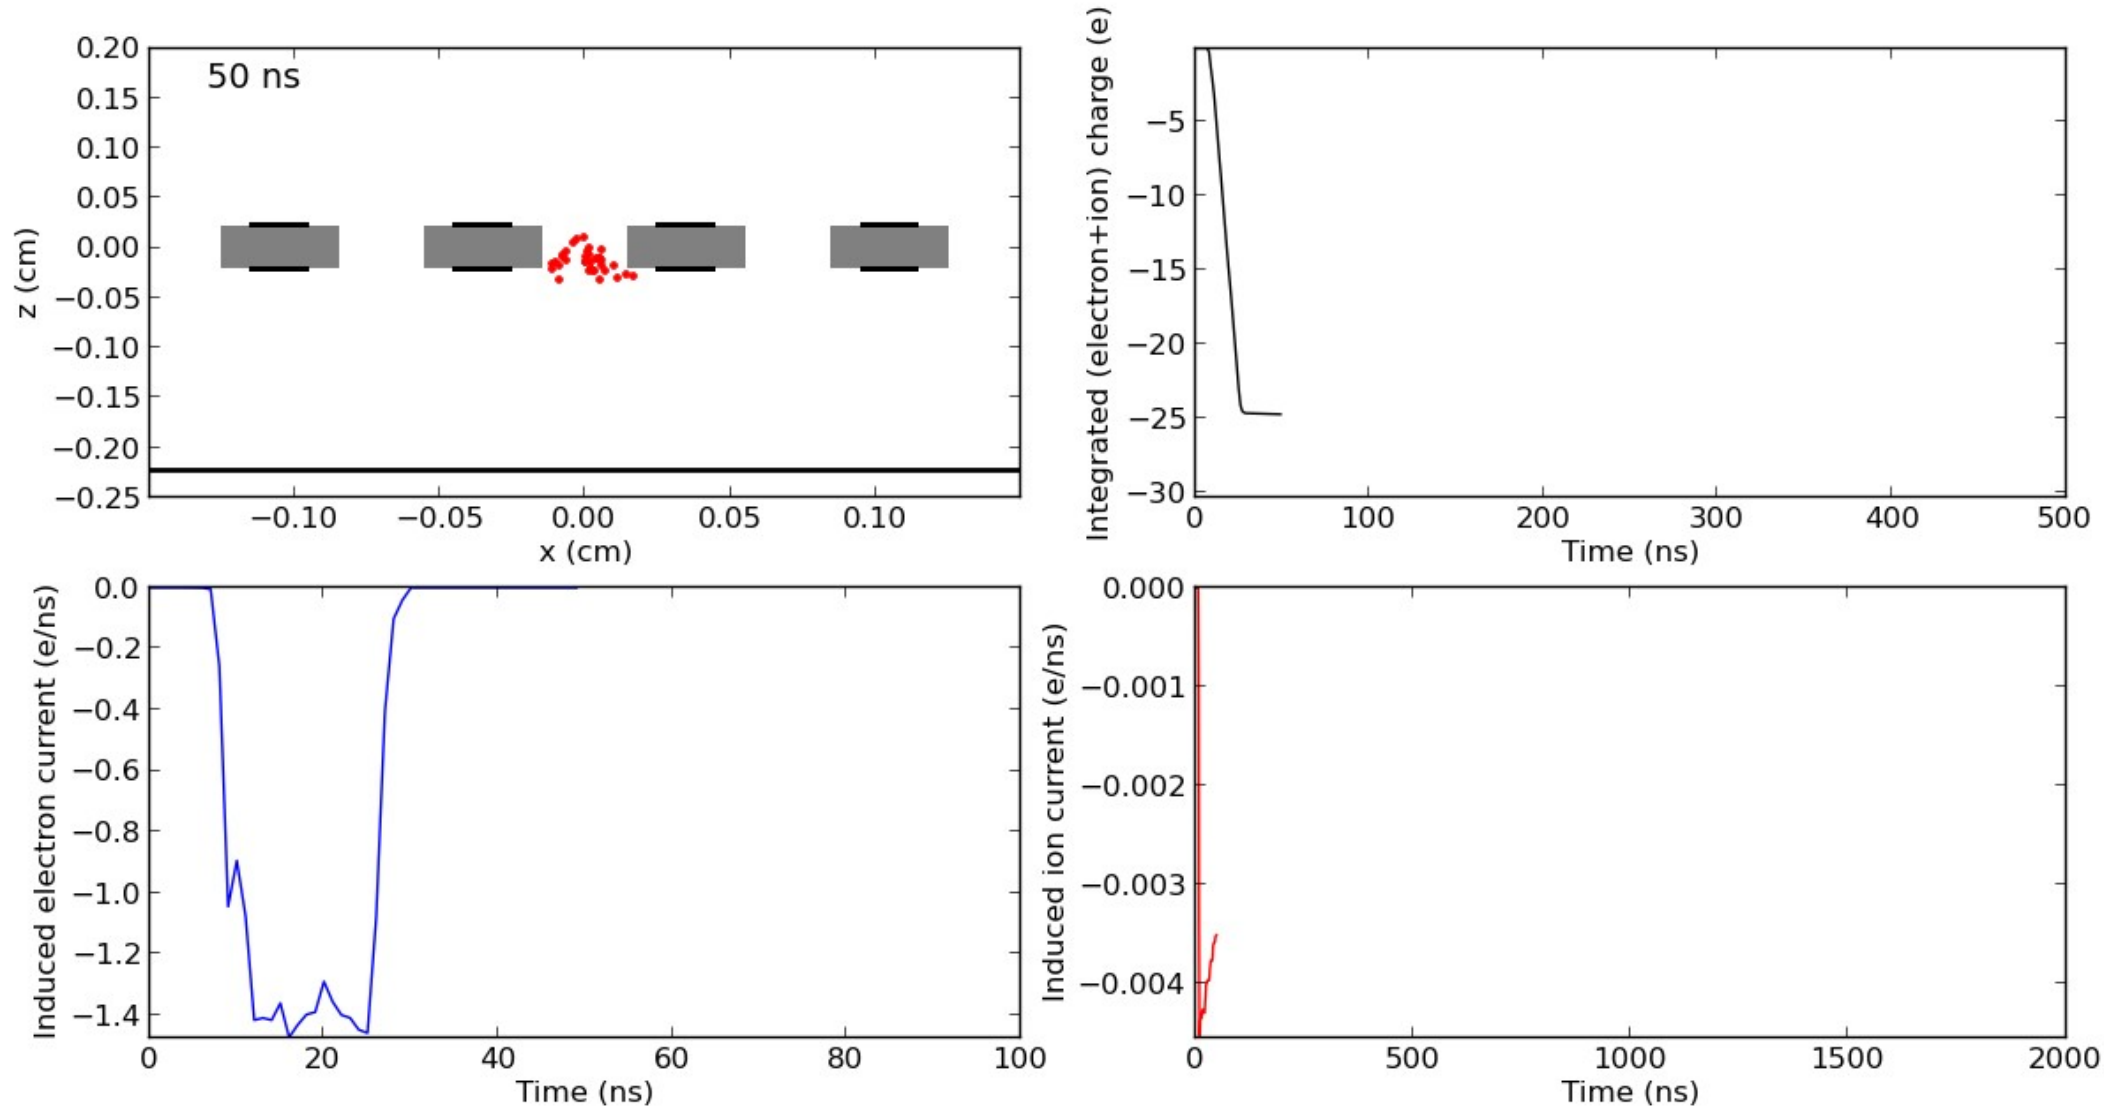 50 ns
0.20
0.15
0.10
0.05
0.00
−0.05
−0.10
−0.15
−0.20
−0.25
z (cm)
−0.10 −0.05 0.00 0.05 0.10
x (cm)
Integrated (electron+ion) charge (e)
−5
−10
−15
−20
−25
−30
0 100 200 300 400 500
Time (ns)
Induced electron current (e/ns)
0.0
−0.2
−0.4
−0.6
−0.8
−1.0
−1.2
−1.4
0 20 40 60 80 100
Time (ns)
Induced ion current (e/ns)
0.000
−0.001
−0.002
−0.003
−0.004
0 500 1000 1500 2000
Time (ns)